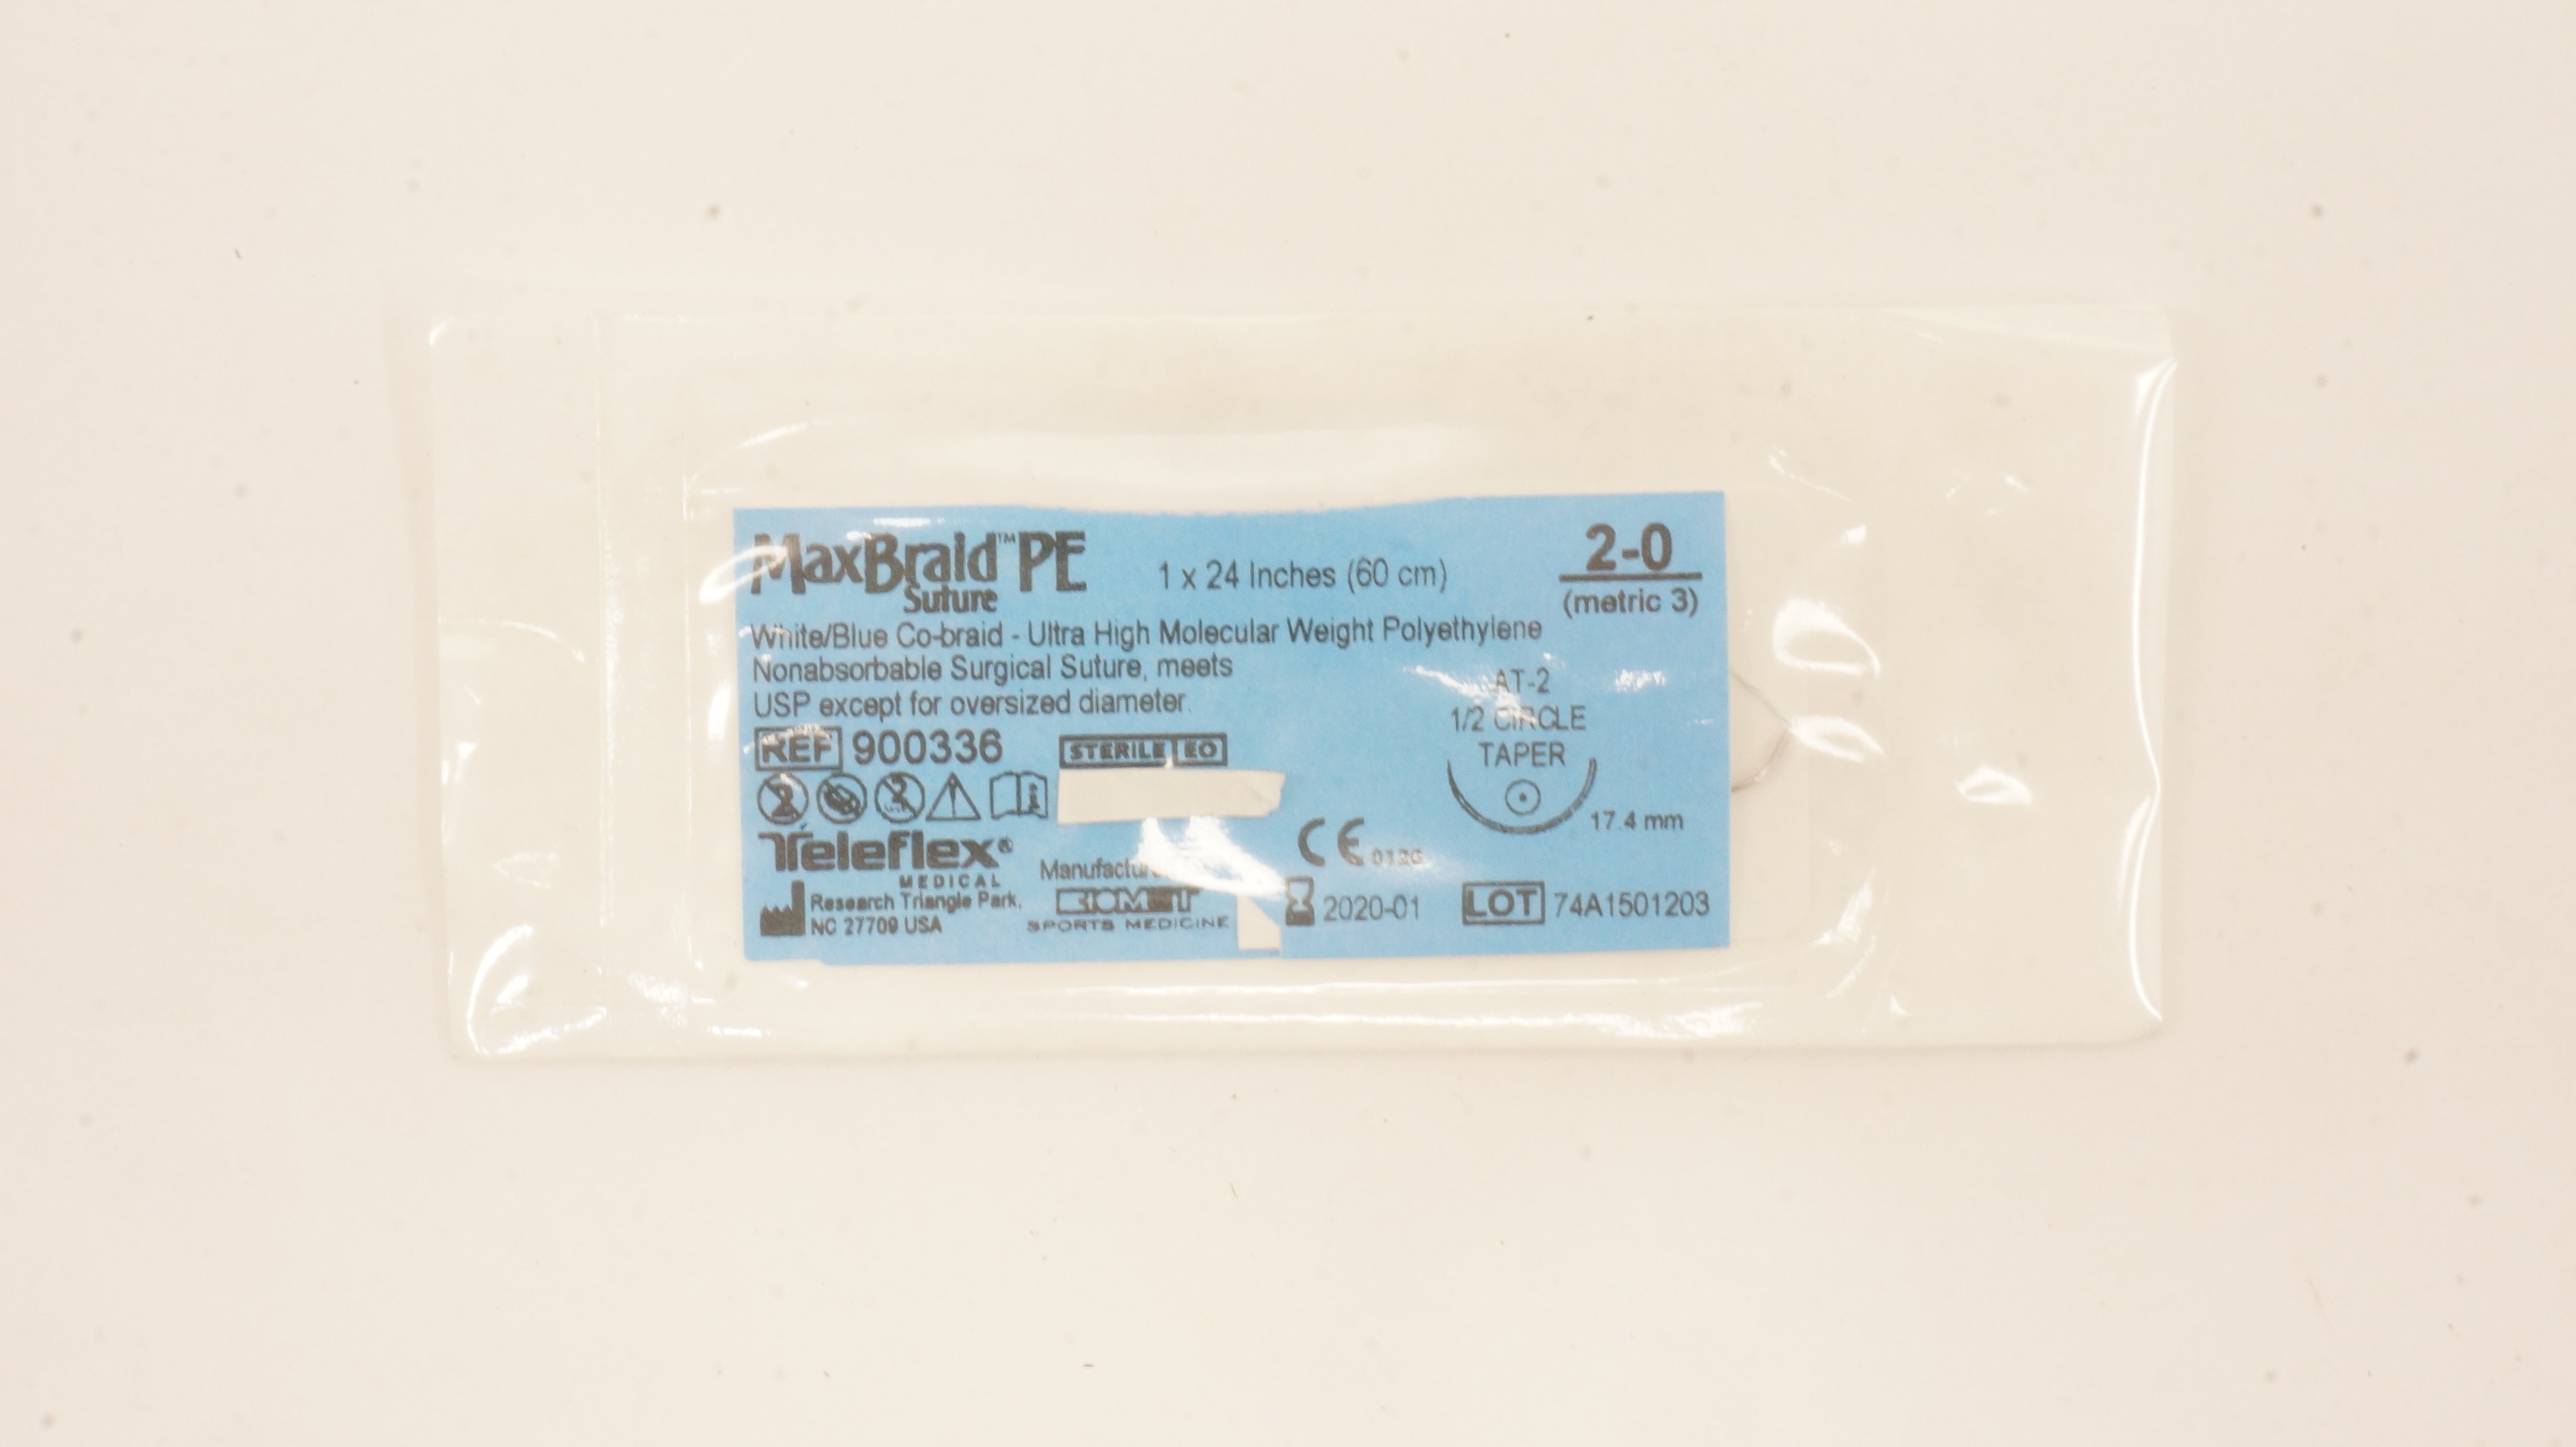 MaxBraid™ PE
Suture
1 x 24 Inches (60 cm)
2-0
(metric 3)
White/Blue Co-braid - Ultra High Molecular Weight Polyethylene
Nonabsorbable Surgical Suture, meets
USP except for oversized diameter.
AT-2
1/2 CIRCLE
TAPER
17.4 mm
REF 900336
STERILE EO
Teleflex®
MEDICAL
Research Triangle Park,
NC 27709 USA
BIOMET
SPORTS MEDICINE
CE
2020-01
LOT 74A1501203